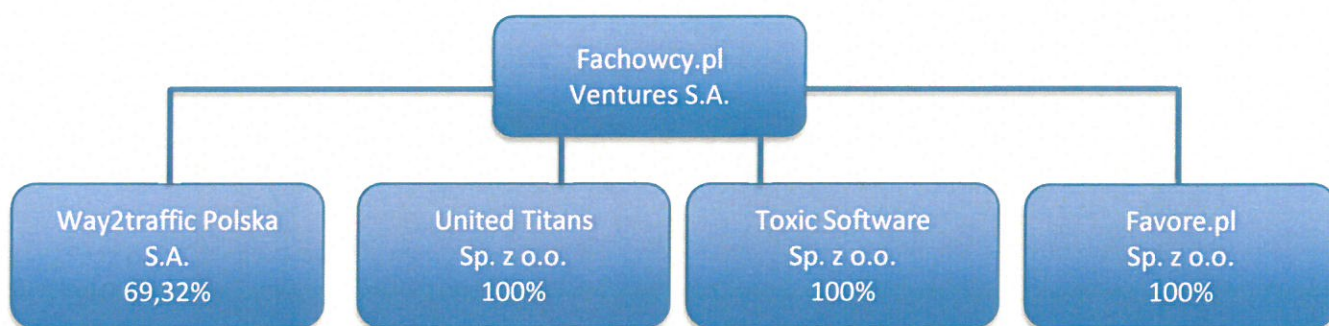 Fachowcy.pl
Ventures S.A.
Way2traffic Polska
S.A.
69,32%
United Titans
Sp. z o.o.
100%
Toxic Software
Sp. z o.o.
100%
Favore.pl
Sp. z o.o.
100%